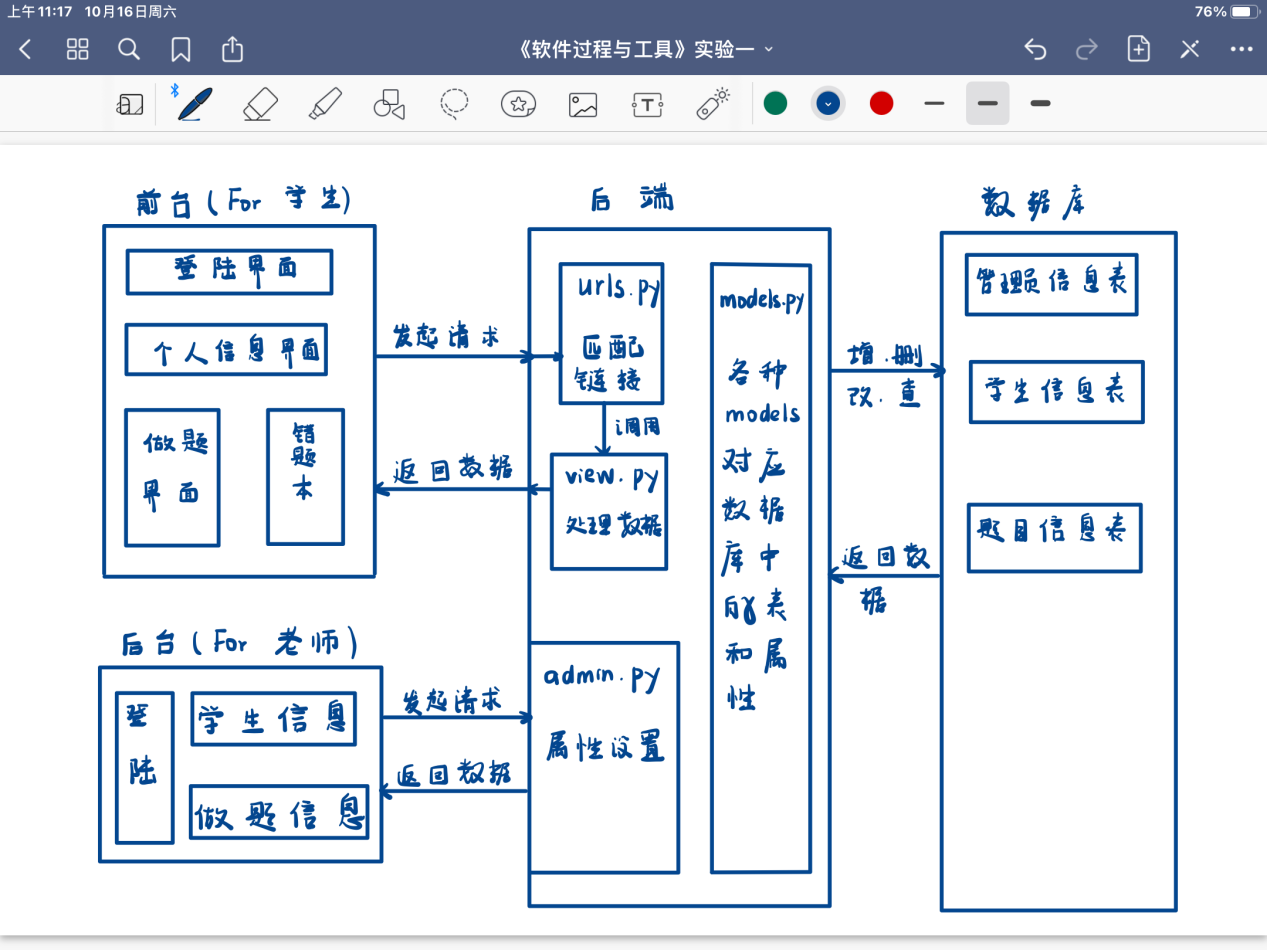 上午11:17 10月16日周六
76%
《软件过程与工具》实验一
T
前台(For 学生)
登陆界面
个人信息界面
做题
界面
错
题
本
发起请求
返回数据
后端
urls.py
匹配
链接
调用
view.py
处理数据
models.py
各种
models
对应
数据
库中
的表
和属
性
admin.py
属性设置
增.删
改.查
返回数
据
数据库
管理员信息表
学生信息表
题目信息表
后台(For 老师)
登
陆
学生信息
做题信息
发起请求
返回数据